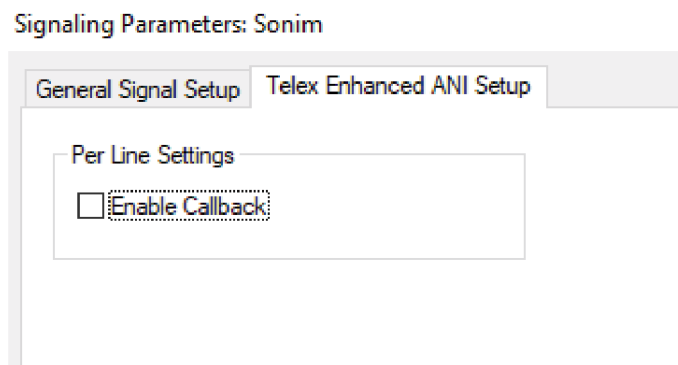 Signaling Parameters: Sonim
General Signal Setup Telex Enhanced ANI Setup
Per Line Settings
Enable Callback